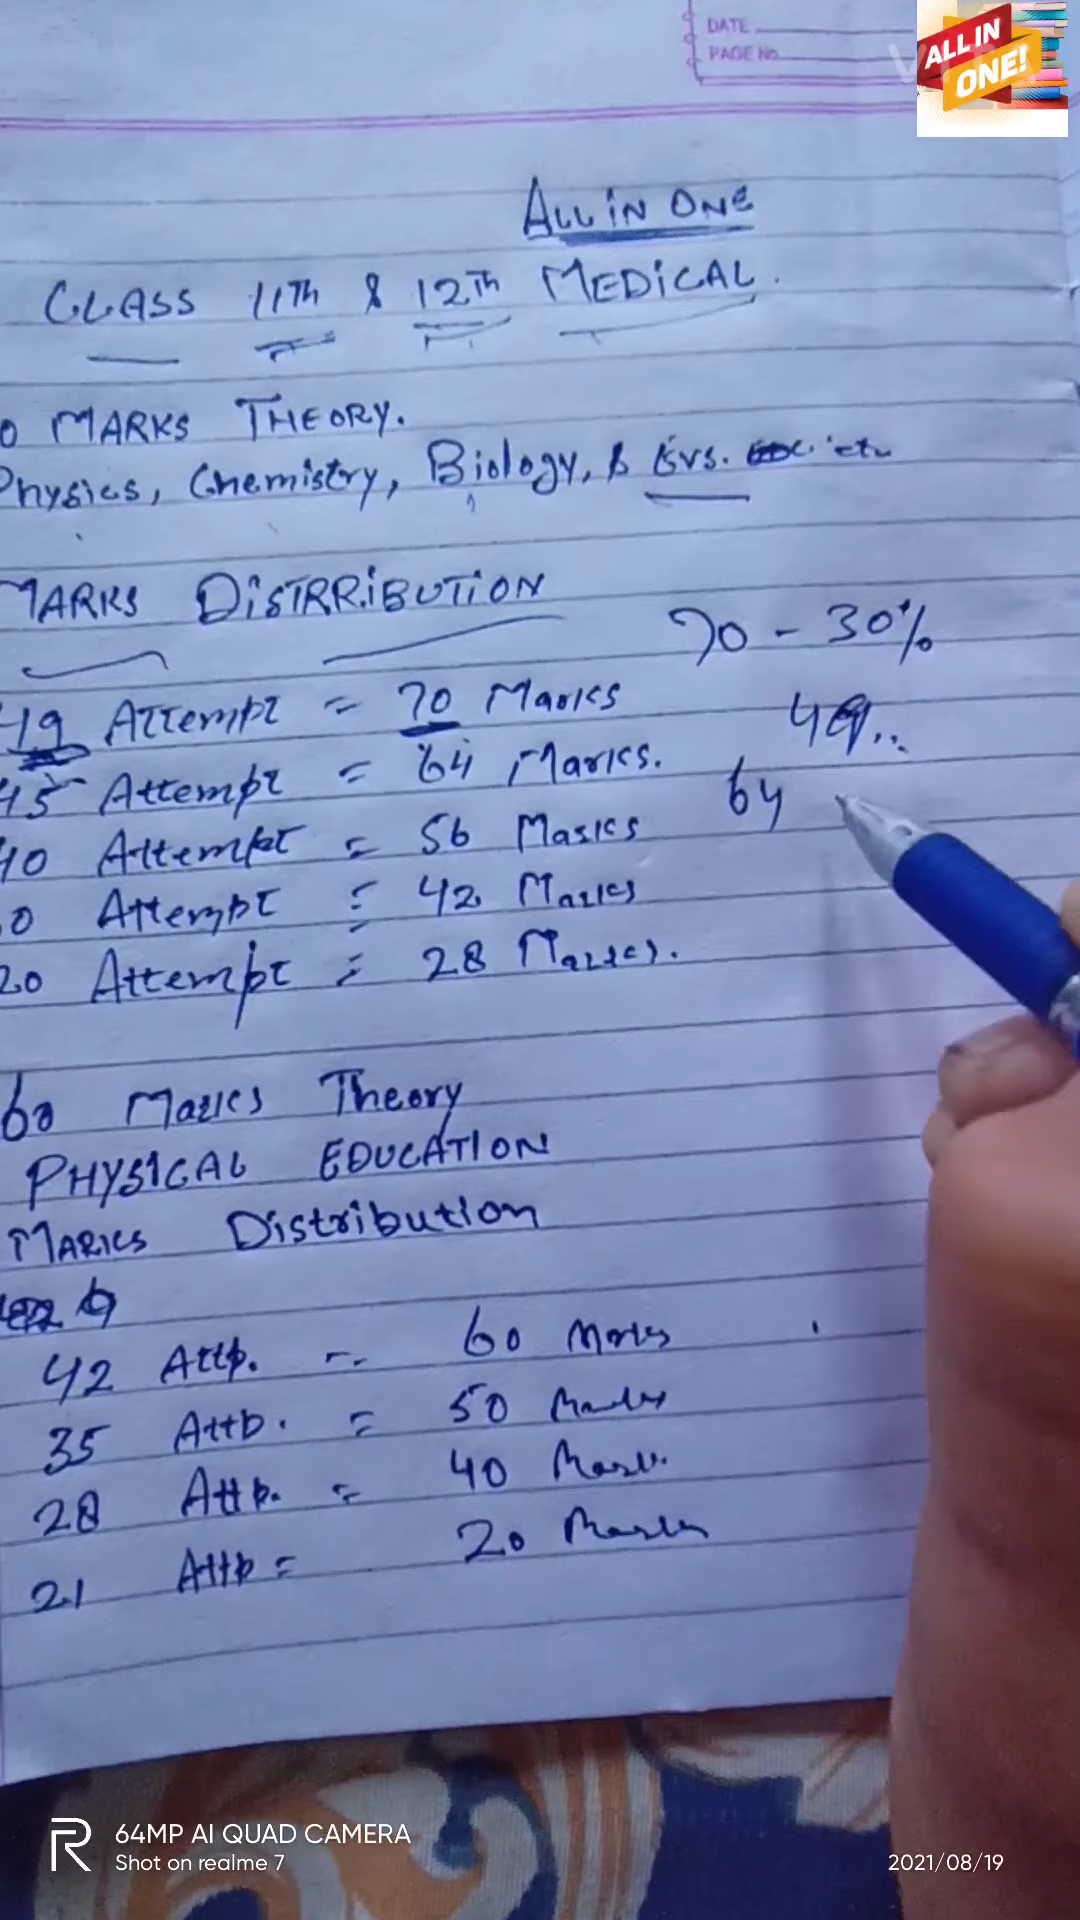 DATE
PAGE No.
ALL IN ONE!
ALL iN ONE
CLASS 11Th & 12Th MEDiCAL.
0 MARKS THEORY.
Physics, Chemistry, Biology, & Evs. etc
MARKS DiSTRRiBUTiON
70 - 30%
49 Attempt = 70 Marks
49..
45 Attempt = 64 Marks.
64
40 Attempt = 56 Marks
0 Attempt = 42 Marks
20 Attempt = 28 Marks.
60 Marks Theory
PHYSICAL EDUCATION
MARKS Distribution
42 Attp. = 60 Marks
35 Attp. = 50 Marks
28 Attp. = 40 Mark.
21 Attp = 20 Marks
R 64MP AI QUAD CAMERA
Shot on realme 7
2021/08/19